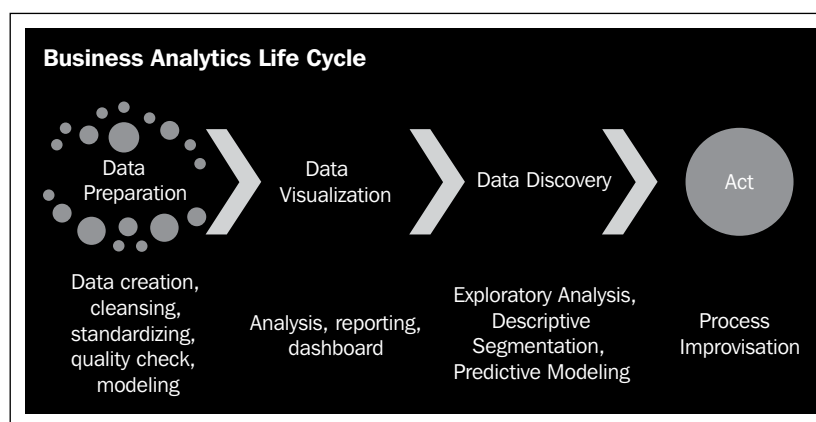 Business Analytics Life Cycle
Data
Preparation
Data
Visualization
Data Discovery
Act
Data creation,
cleansing,
standardizing,
quality check,
modeling
Analysis, reporting,
dashboard
Exploratory Analysis,
Descriptive
Segmentation,
Predictive Modeling
Process
Improvisation